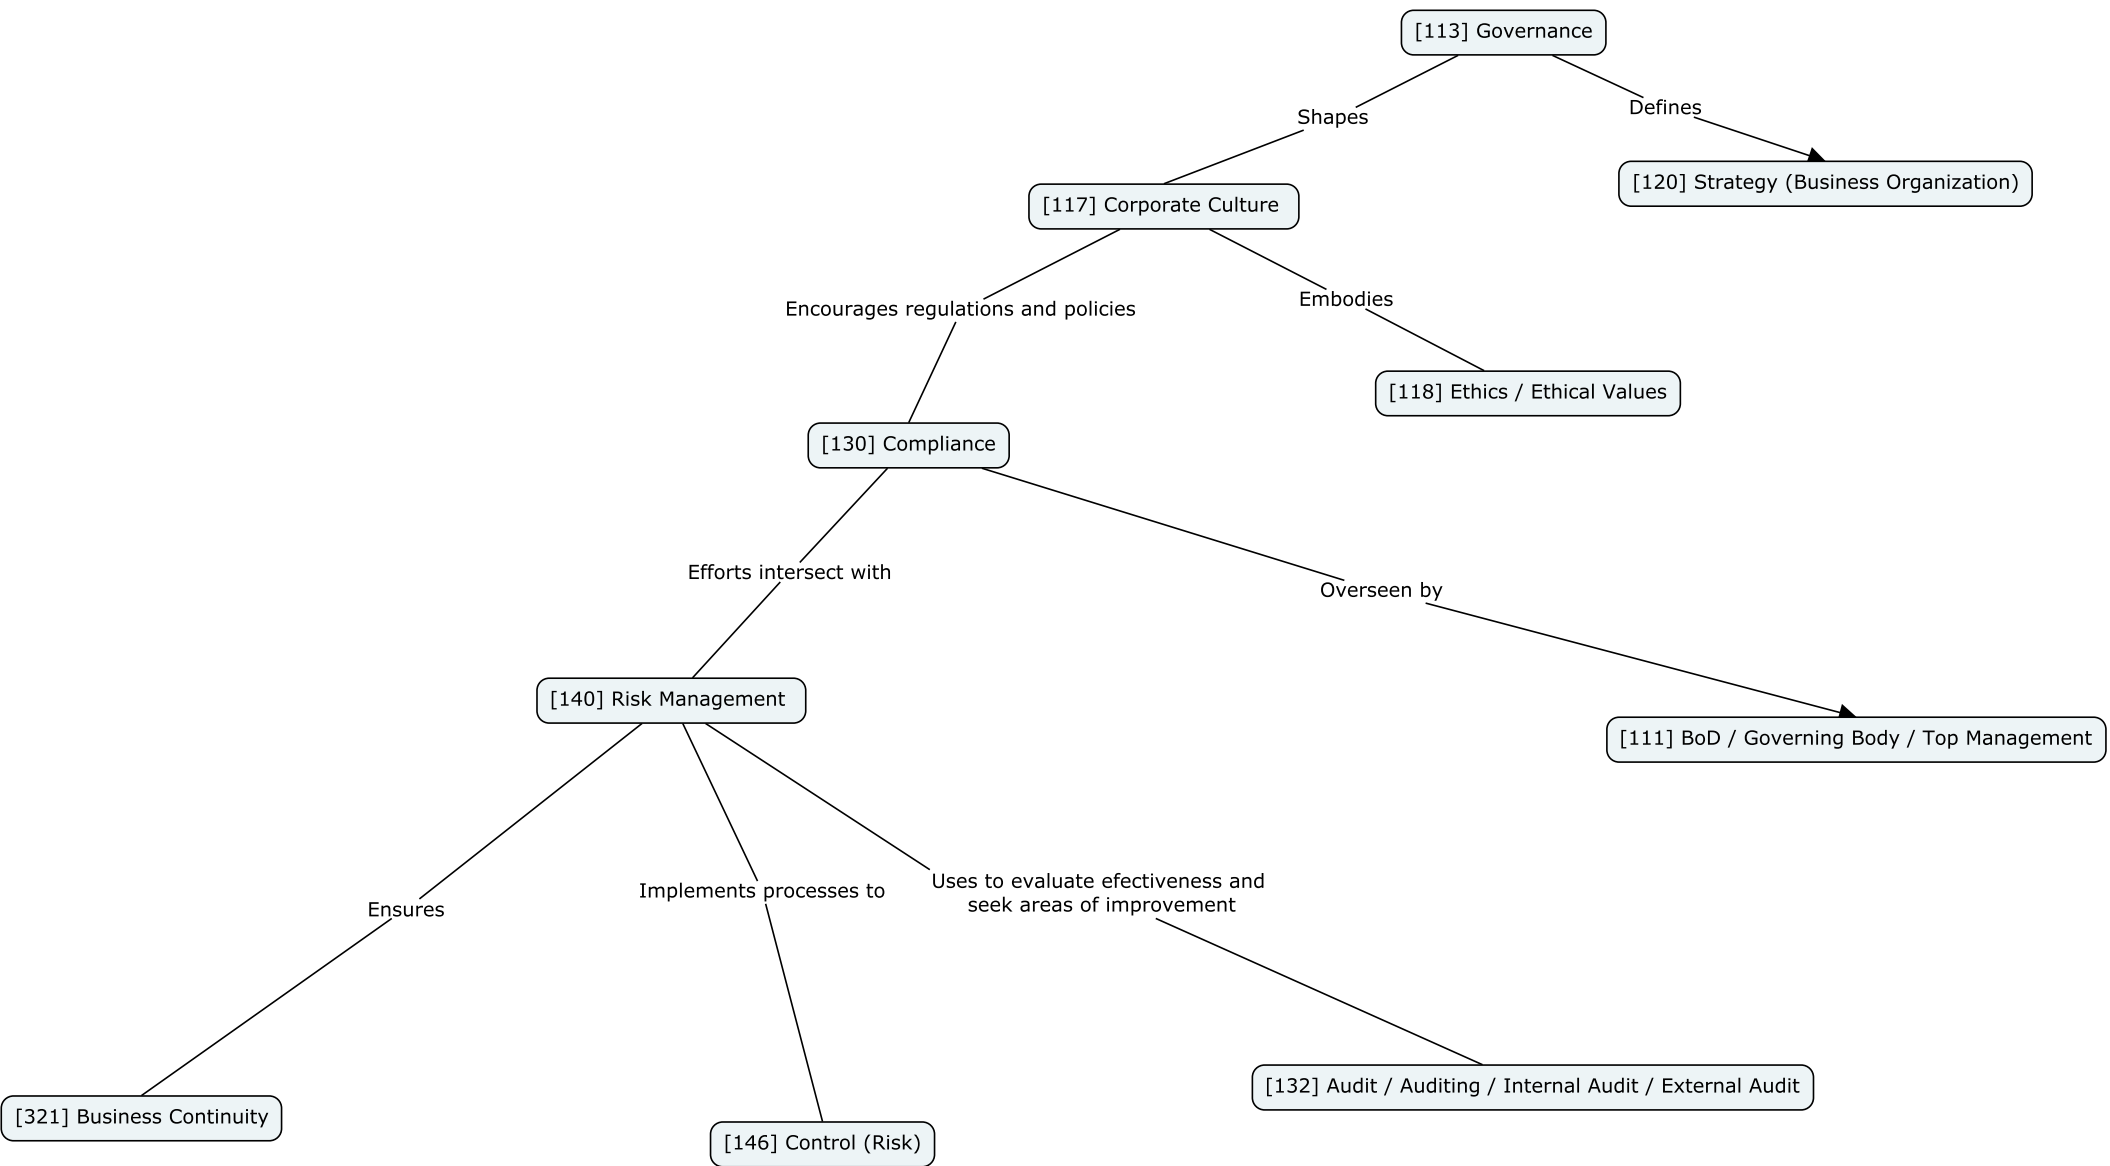 [113] Governance
Shapes
Defines
[120] Strategy (Business Organization)
[117] Corporate Culture
Encourages regulations and policies
Embodies
[118] Ethics / Ethical Values
[130] Compliance
Efforts intersect with
Overseen by
[140] Risk Management
[111] BoD / Governing Body / Top Management
Ensures
Implements processes to
Uses to evaluate efectiveness and
seek areas of improvement
[321] Business Continuity
[146] Control (Risk)
[132] Audit / Auditing / Internal Audit / External Audit